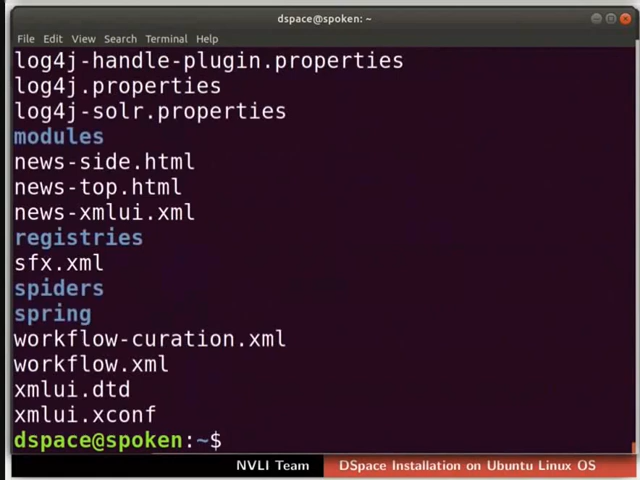 dspace@spoken: ~
File Edit View Search Terminal Help
log4j-handle-plugin.properties
log4j.properties
log4j-solr.properties
modules
news-side.html
news-top.html
news-xmlui.xml
registries
sfx.xml
spiders
spring
workflow-curation.xml
workflow.xml
xmlui.dtd
xmlui.xconf
dspace@spoken:~$
NVLI Team DSpace Installation on Ubuntu Linux OS